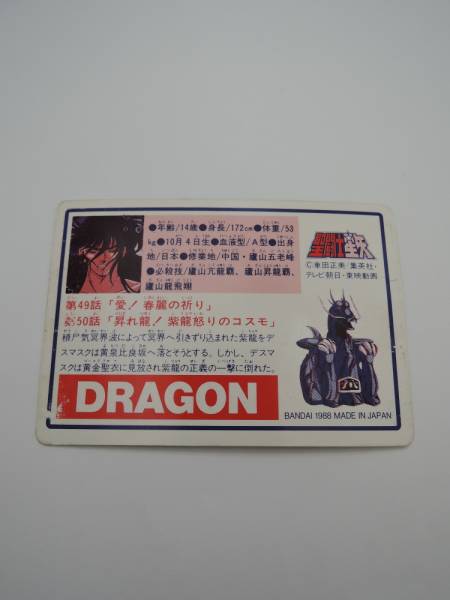 ●年齢/14歳●身長/172cm●体重/53
kg●10月4日生●血液型/A型●出身
地/日本●修業地/中国・廬山五老峰
●必殺技/廬山亢龍覇、廬山昇龍覇、
廬山龍飛翔
聖闘士星矢
©車田正美/集英社・
テレビ朝日・東映動画
第49話「愛!春麗の祈り」
第50話「昇れ龍!紫龍怒りのコスモ」
積尸気冥界波によって冥界へ引きずり込まれた紫龍をデ
スマスクは黄泉比良坂へ落とそうとする。しかし、デスマ
スクは黄金聖衣に見放され紫龍の正義の一撃に倒れた。
DRAGON
BANDAI 1988 MADE IN JAPAN